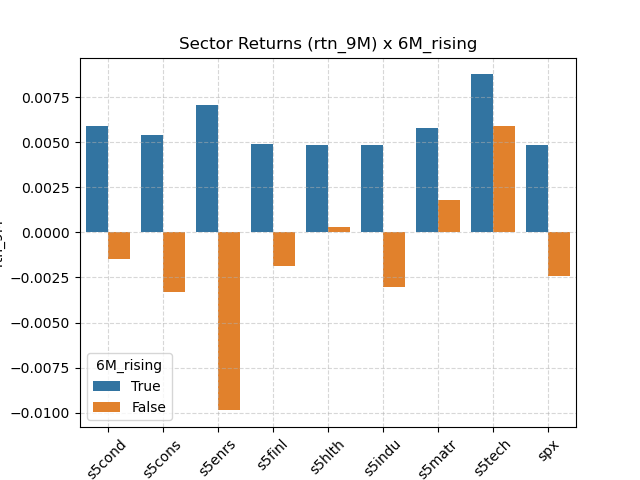 Sector Returns (rtn_9M) x 6M_rising
0.0075
0.0050
0.0025
0.0000
−0.0025
−0.0050
−0.0075
−0.0100
6M_rising
True
False
s5cond
s5cons
s5enrs
s5finl
s5hlth
s5indu
s5matr
s5tech
spx